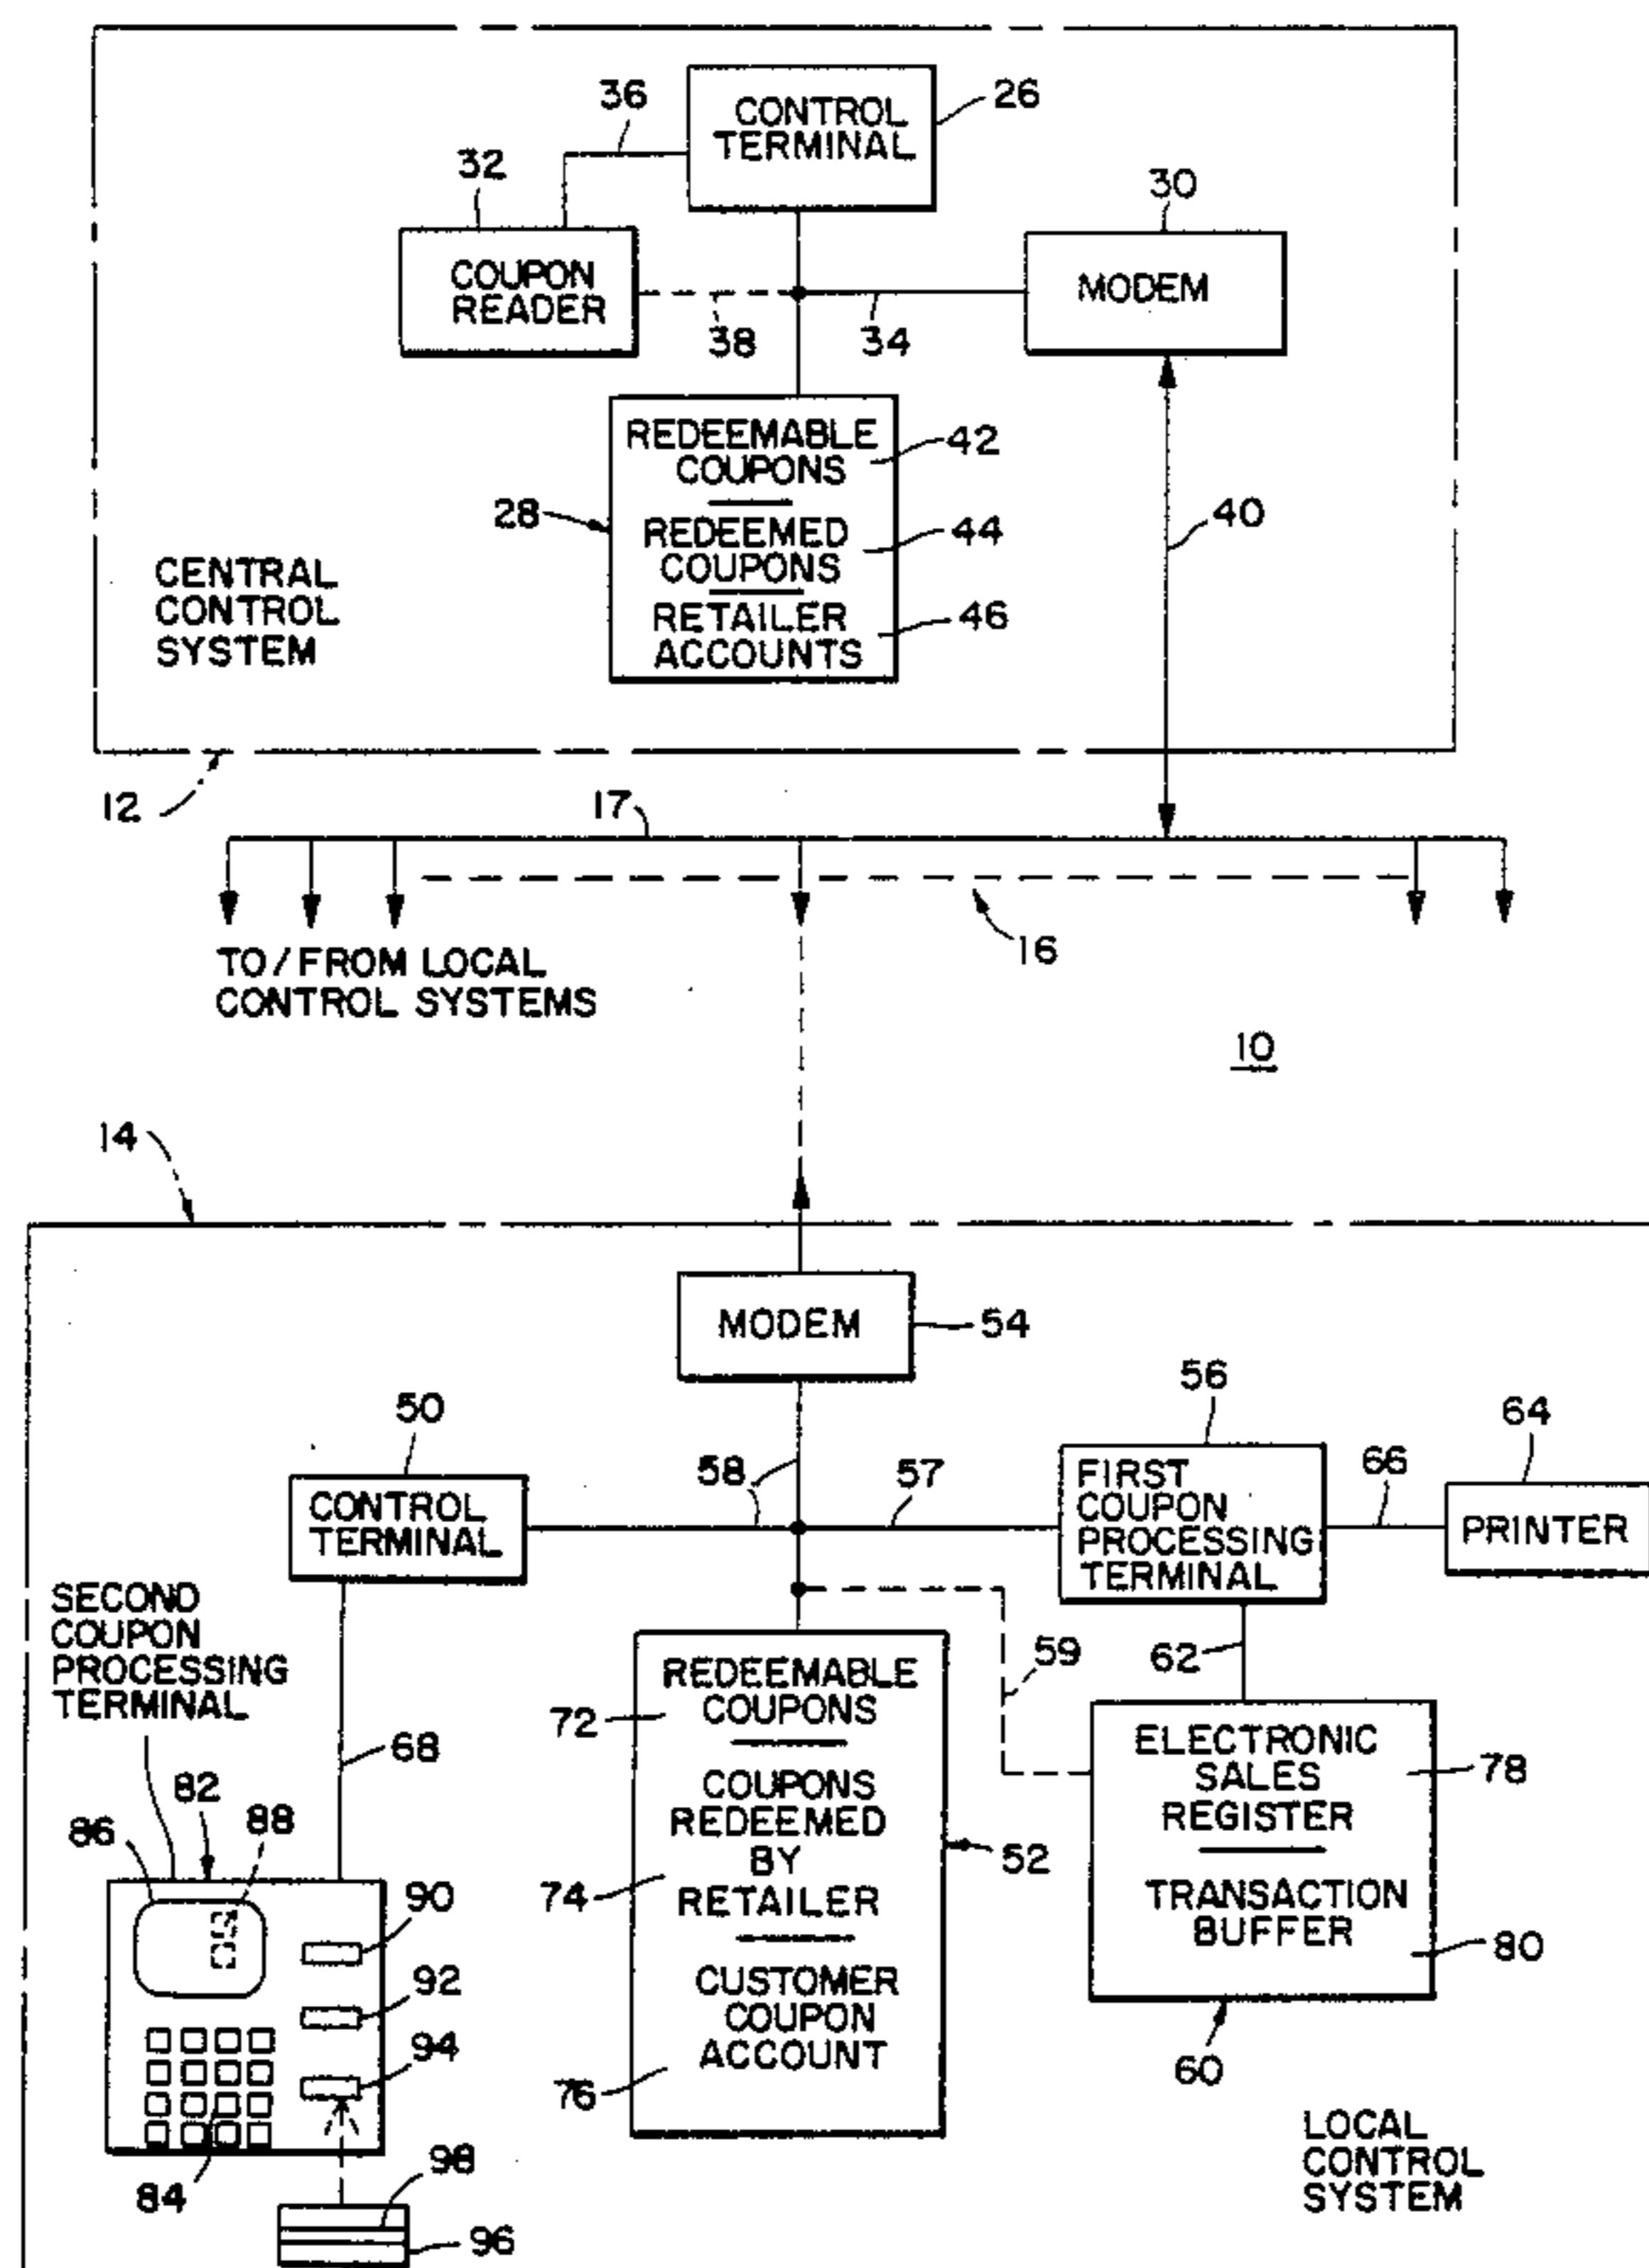 36
CONTROL
TERMINAL
26
32
30
COUPON
READER
MODEM
38
34
REDEEMABLE
COUPONS
42
28
REDEEMED
COUPONS
44
40
CENTRAL
CONTROL
SYSTEM
RETAILER
ACCOUNTS
46
12
17
16
TO/FROM LOCAL
CONTROL SYSTEMS
10
14
MODEM
54
50
56
64
58
57
66
CONTROL
TERMINAL
FIRST
COUPON
PROCESSING
TERMINAL
PRINTER
SECOND
COUPON
PROCESSING
TERMINAL
59
62
68
REDEEMABLE
COUPONS
72
ELECTRONIC
SALES
REGISTER
78
82
86
88
COUPONS
REDEEMED
BY
RETAILER
74
52
TRANSACTION
BUFFER
80
90
92
94
CUSTOMER
COUPON
ACCOUNT
76
60
84
98
96
LOCAL
CONTROL
SYSTEM